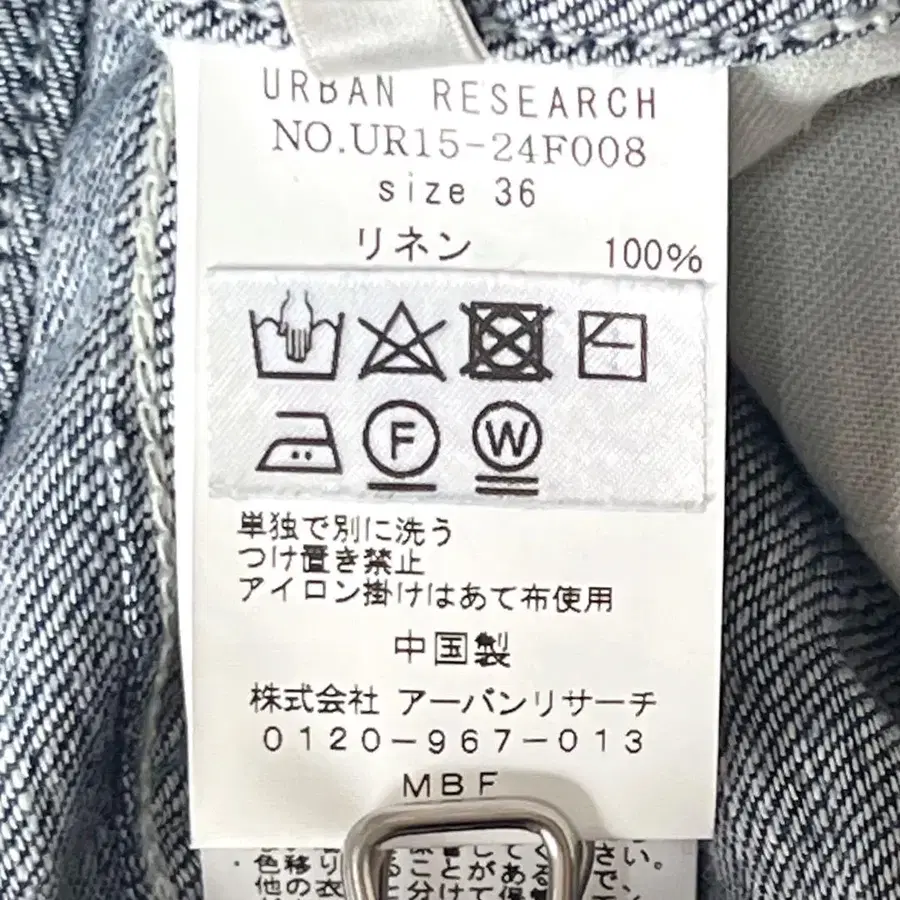 URBAN RESEARCH
NO.UR15-24F008
size 36
リネン 100%
F W
単独で別に洗う
つけ置き禁止
アイロン掛けはあて布使用
中国製
株式会社 アーバンリサーチ
0120-967-013
MBF